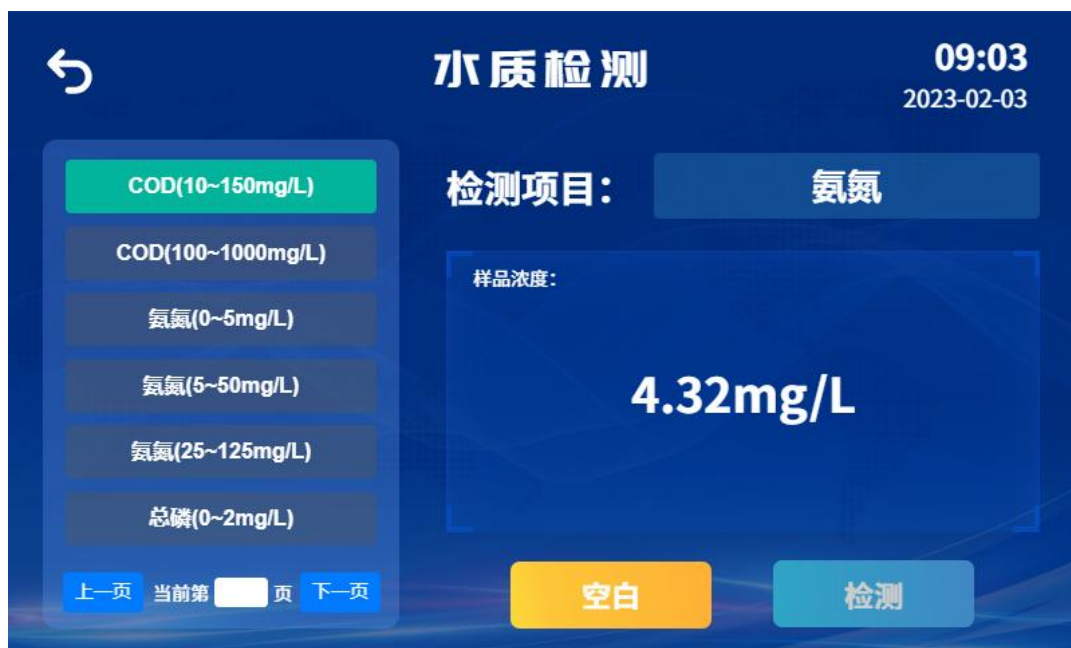 水质检测
09:03
2023-02-03
COD(10~150mg/L)
COD(100~1000mg/L)
氨氮(0~5mg/L)
氨氮(5~50mg/L)
氨氮(25~125mg/L)
总磷(0~2mg/L)
上一页 当前第 页 下一页
检测项目: 氨氮
样品浓度:
4.32mg/L
空白 检测